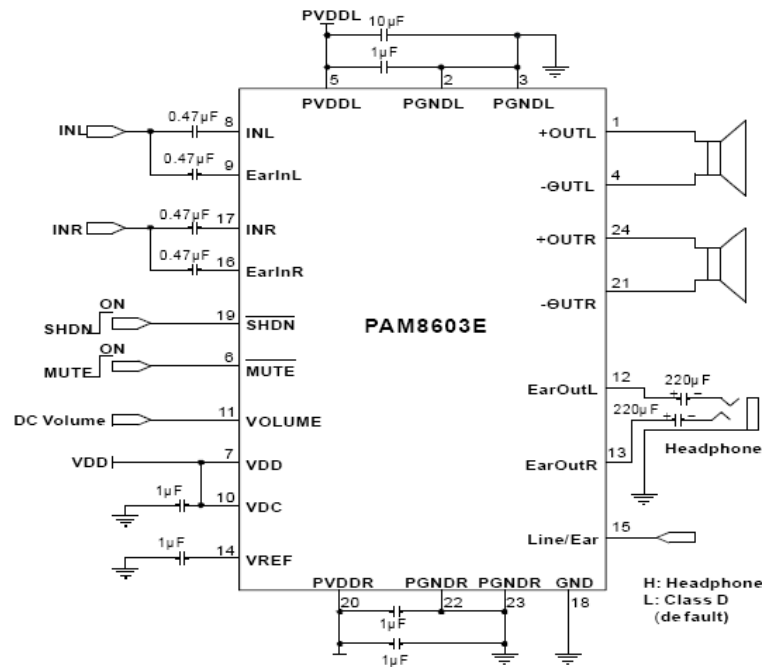 PVDDL
10µF
1µF
5
2
3
PVDDL
PGNDL
PGNDL
INL
0.47µF
8
INL
0.47µF
9
EarInL
INR
0.47µF
17
INR
0.47µF
16
EarInR
ON
SHDN
19
SHDN
ON
MUTE
6
MUTE
DC Volume
11
VOLUME
VDD
7
VDD
1µF
10
VDC
1µF
14
VREF
PAM8603E
+OUTL
1
-OUTL
4
+OUTR
24
-OUTR
21
EarOutL
12
220µF
+ −
220µF
+ −
EarOutR
13
Headphone
Line/Ear
15
H: Headphone
L: Class D
(default)
PVDDR
PGNDR
PGNDR
GND
20
22
23
18
1µF
1µF